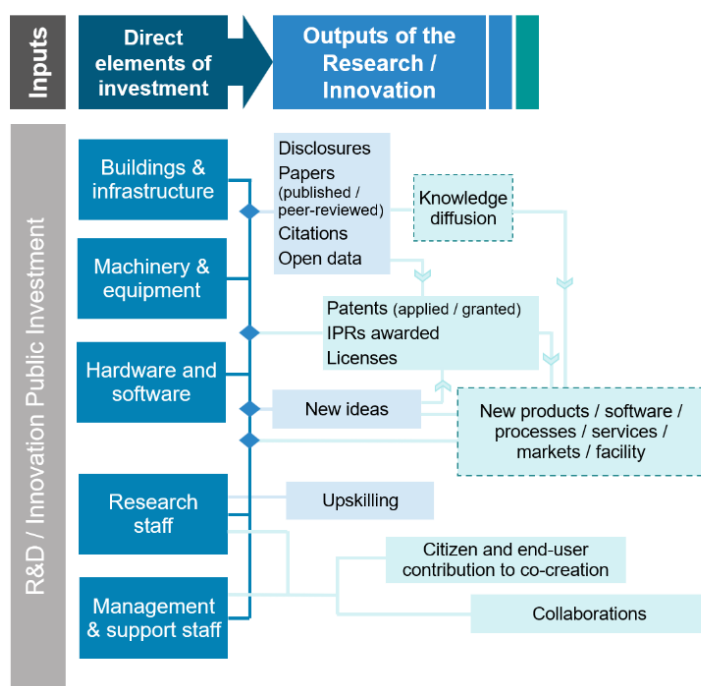 Inputs
Direct
elements of
investment
Outputs of the
Research /
Innovation
R&D / Innovation Public Investment
Buildings &
infrastructure
Machinery &
equipment
Hardware and
software
Research
staff
Management
& support staff
Disclosures
Papers
(published /
peer-reviewed)
Citations
Open data
Knowledge
diffusion
Patents (applied / granted)
IPRs awarded
Licenses
New ideas
New products / software /
processes / services /
markets / facility
Upskilling
Citizen and end-user
contribution to co-creation
Collaborations